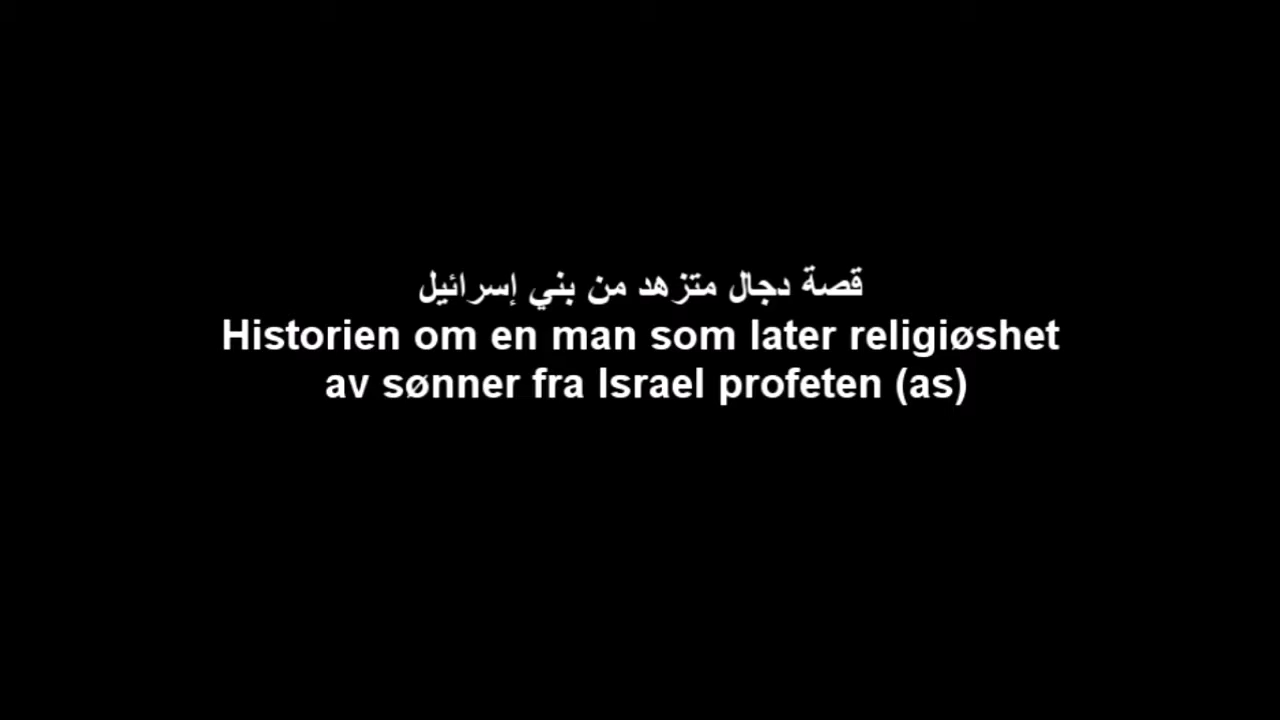 قصة دجال متزهد من بني إسرائيل
Historien om en man som later religiøshet
av sønner fra Israel profeten (as)